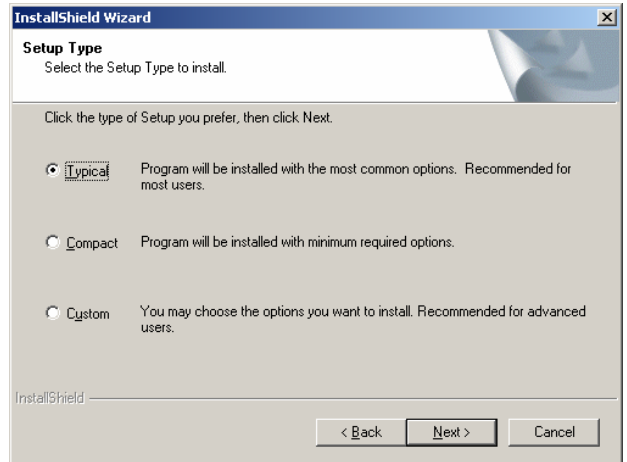 InstallShield Wizard
Setup Type
Select the Setup Type to install.
Click the type of Setup you prefer, then click Next.
Typical
Program will be installed with the most common options. Recommended for
most users.
Compact
Program will be installed with minimum required options.
Custom
You may choose the options you want to install. Recommended for advanced
users.
InstallShield
< Back
Next >
Cancel